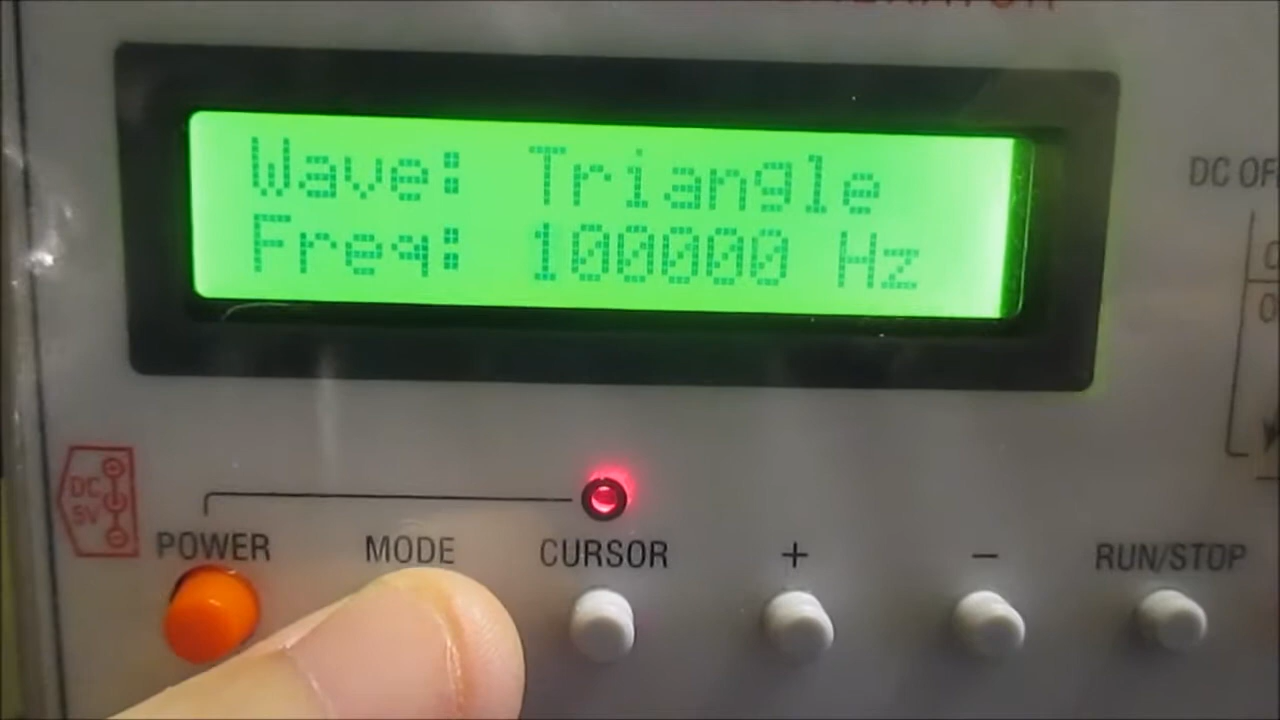 Wave: Triangle
Freq: 100000 Hz
DC
5V
POWER
MODE
CURSOR
+
−
RUN/STOP
DC OF